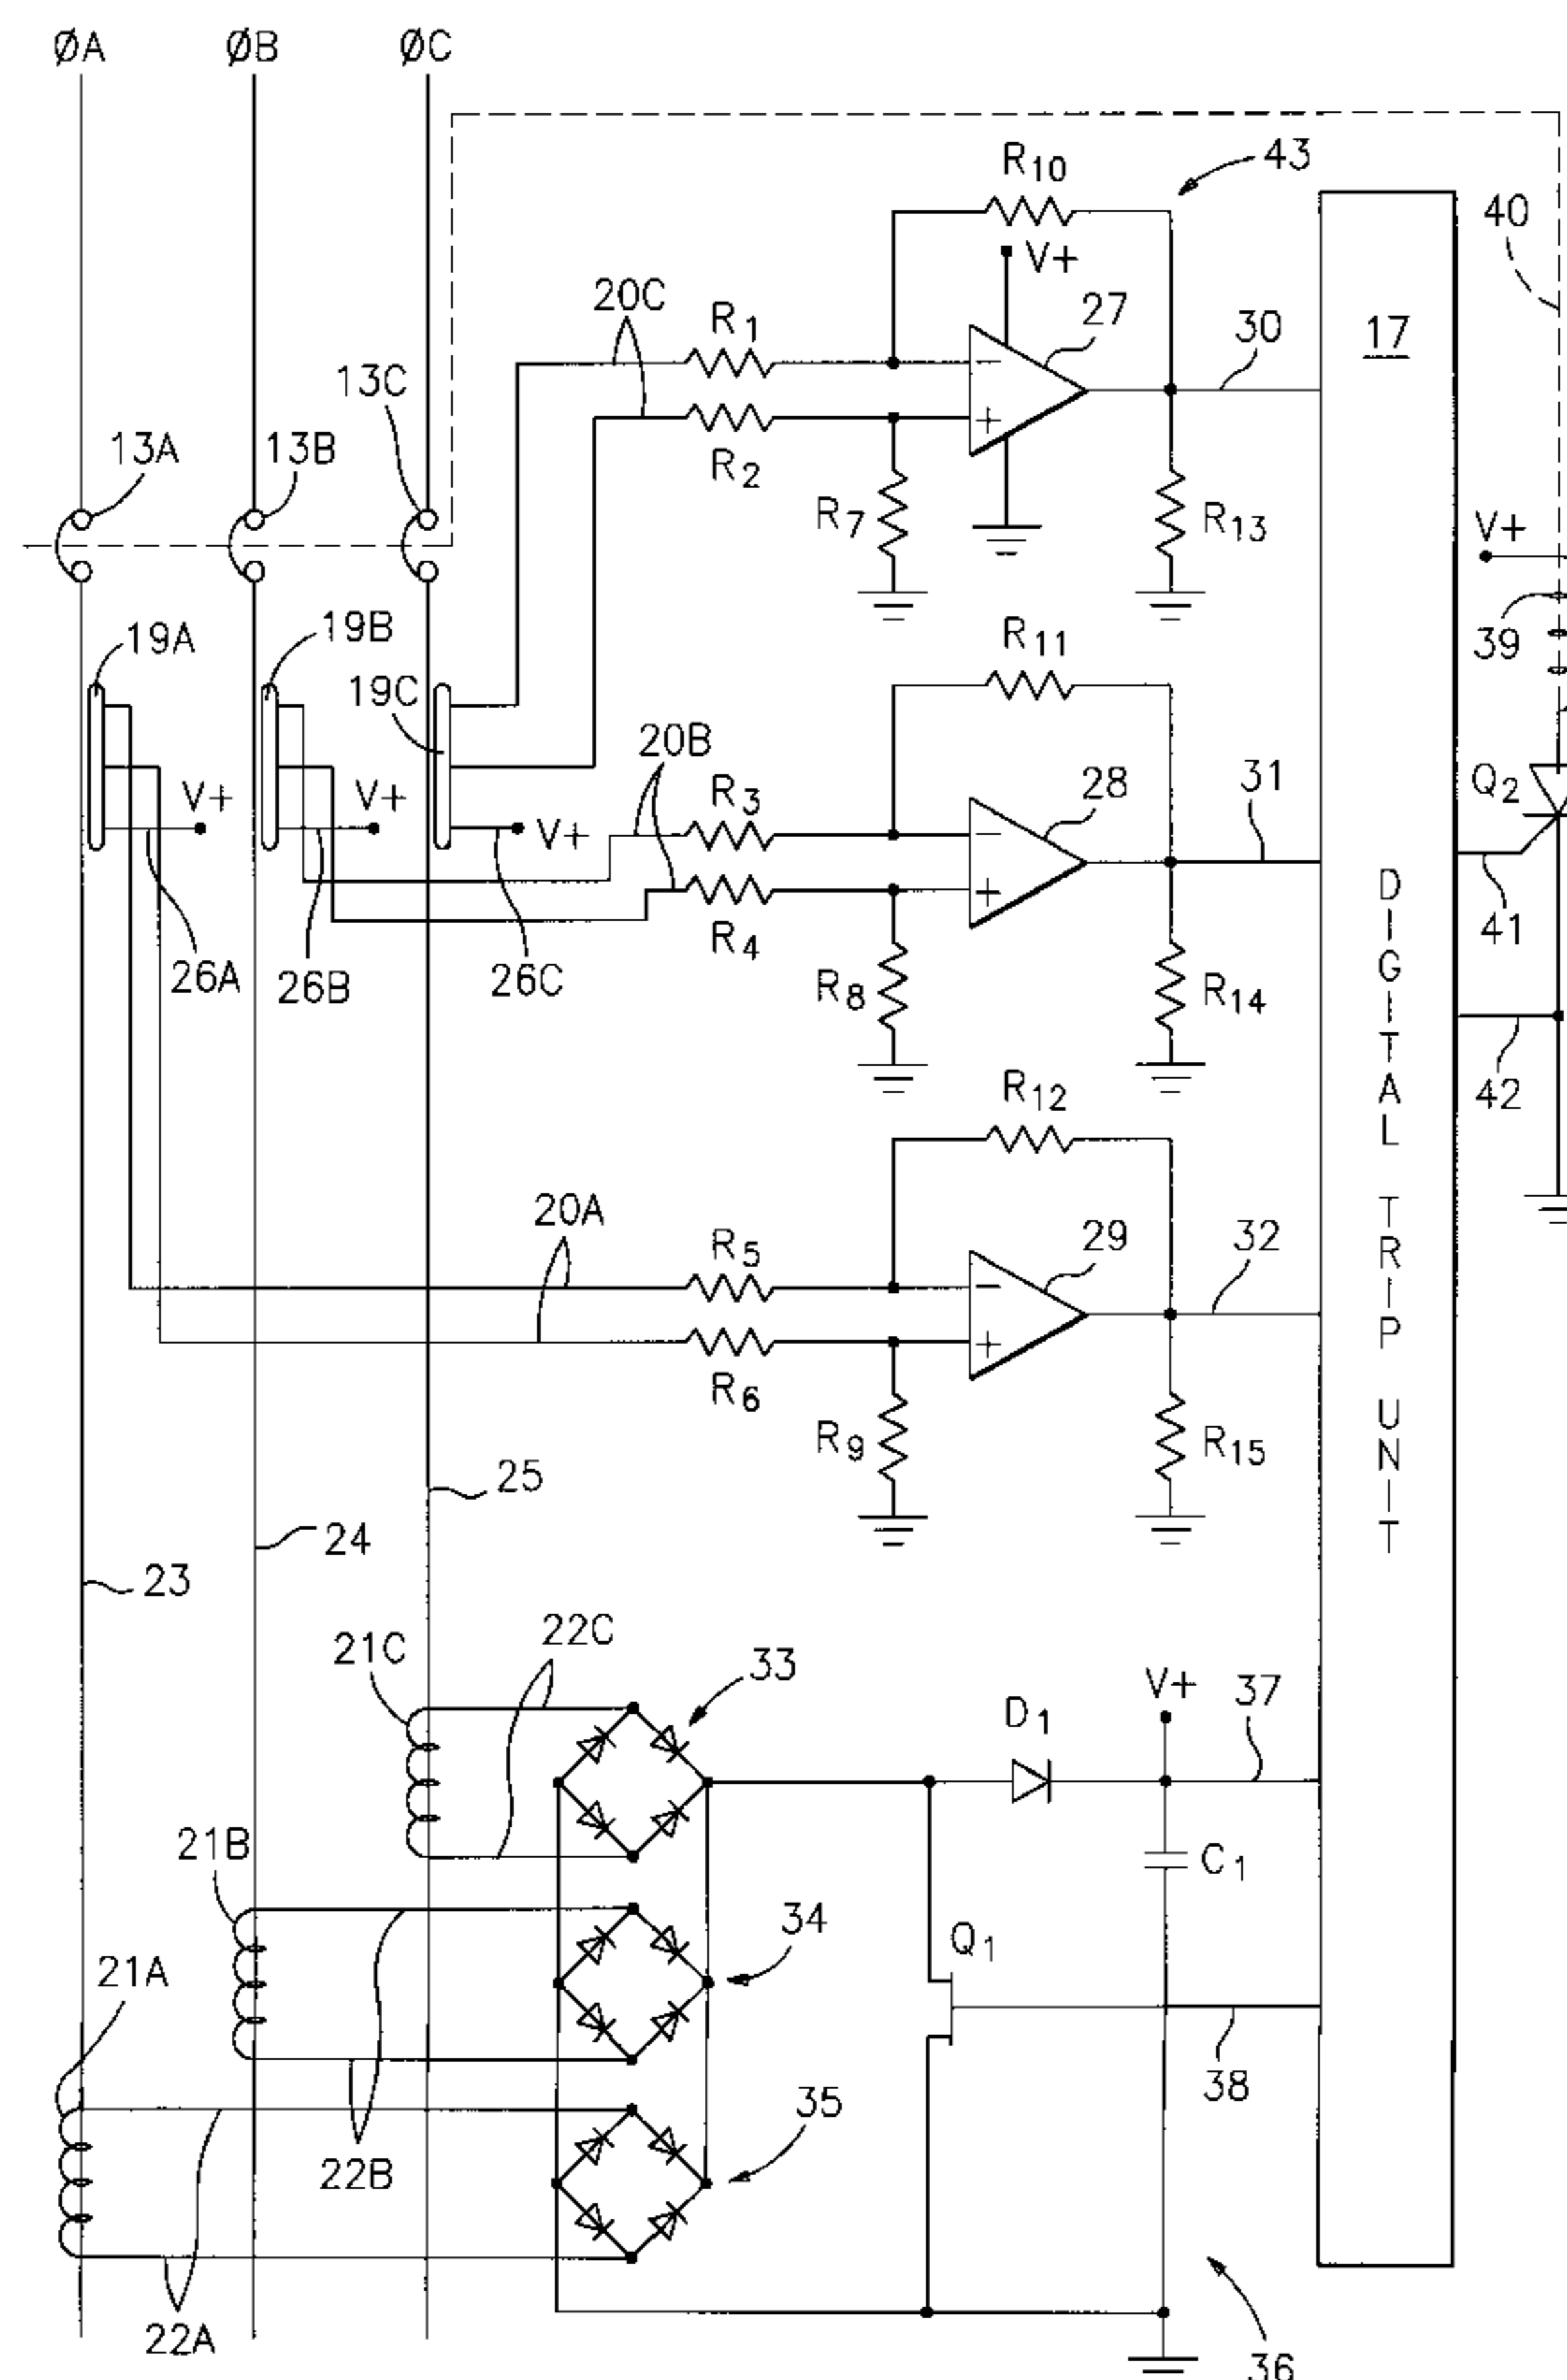 ØA ØB ØC
R10 43
V+ 40
20C R1 27 30 17
13C
13A 13B R2
R7 R13 V+
19A 19B R11 39
19C 20B
V+ V+ R3 28 31 Q2
V+
R4 41
26A 26B 26C R8 R14
R12 42
20A R5 29 32
R6
R9 R15
DIGITAL TRIP UNIT
25
24
23
21C 22C 33 V+ 37
D1
21B C1
34
Q1
21A
35 38
22B
22A 36